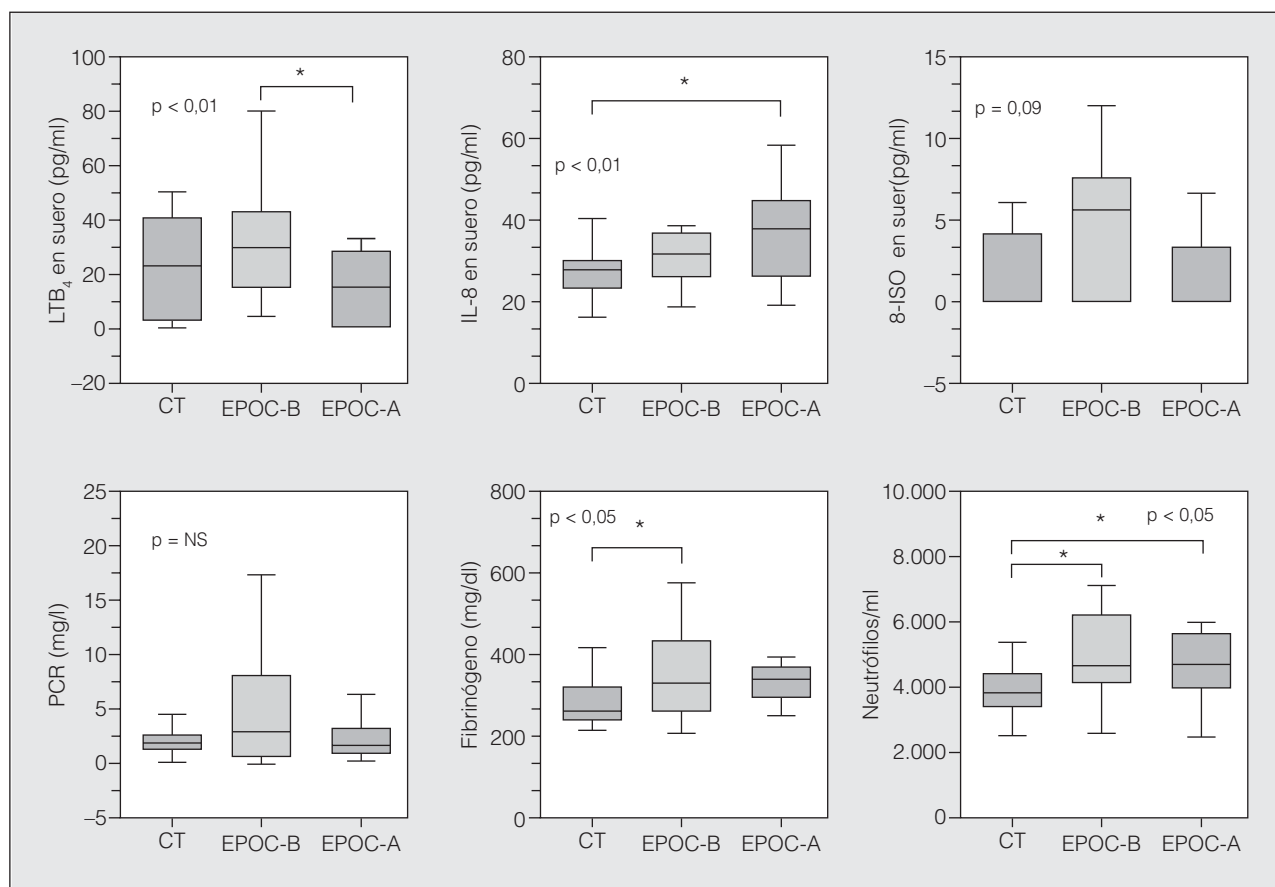 LTB4 en suero (pg/ml)
100
80
60
40
20
0
–20
p < 0,01
*
CT EPOC-B EPOC-A
IL-8 en suero (pg/ml)
80
60
40
20
0
p < 0,01
*
CT EPOC-B EPOC-A
8-ISO en suer(pg/ml)
15
10
5
0
–5
p = 0,09
CT EPOC-B EPOC-A
PCR (mg/l)
25
20
15
10
5
0
–5
p = NS
CT EPOC-B EPOC-A
Fibrinógeno (mg/dl)
800
600
400
200
0
p < 0,05
*
CT EPOC-B EPOC-A
Neutrófilos/ml
10.000
8.000
6.000
4.000
2.000
0
* p < 0,05
*
CT EPOC-B EPOC-A